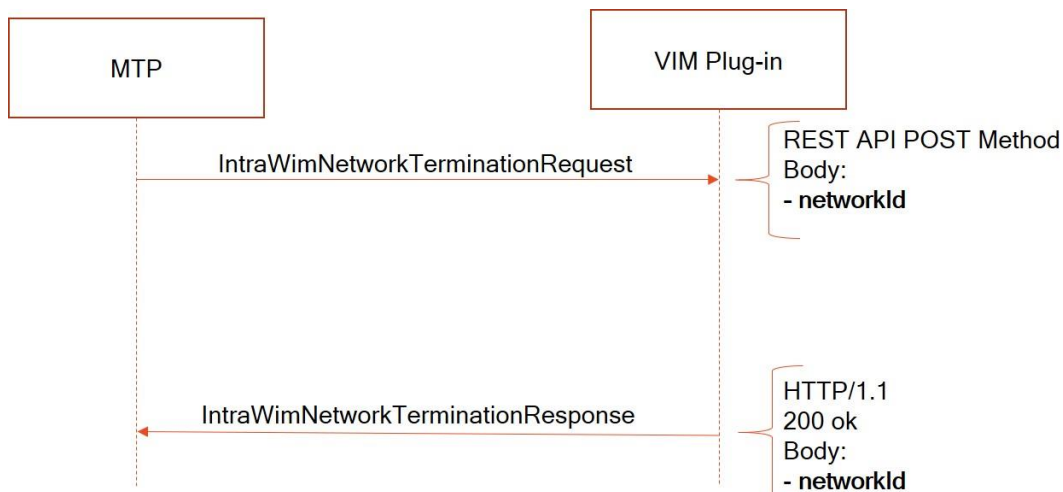 MTP
VIM Plug-in
IntraWimNetworkTerminationRequest
REST API POST Method
Body:
- networkId
IntraWimNetworkTerminationResponse
HTTP/1.1
200 ok
Body:
- networkId